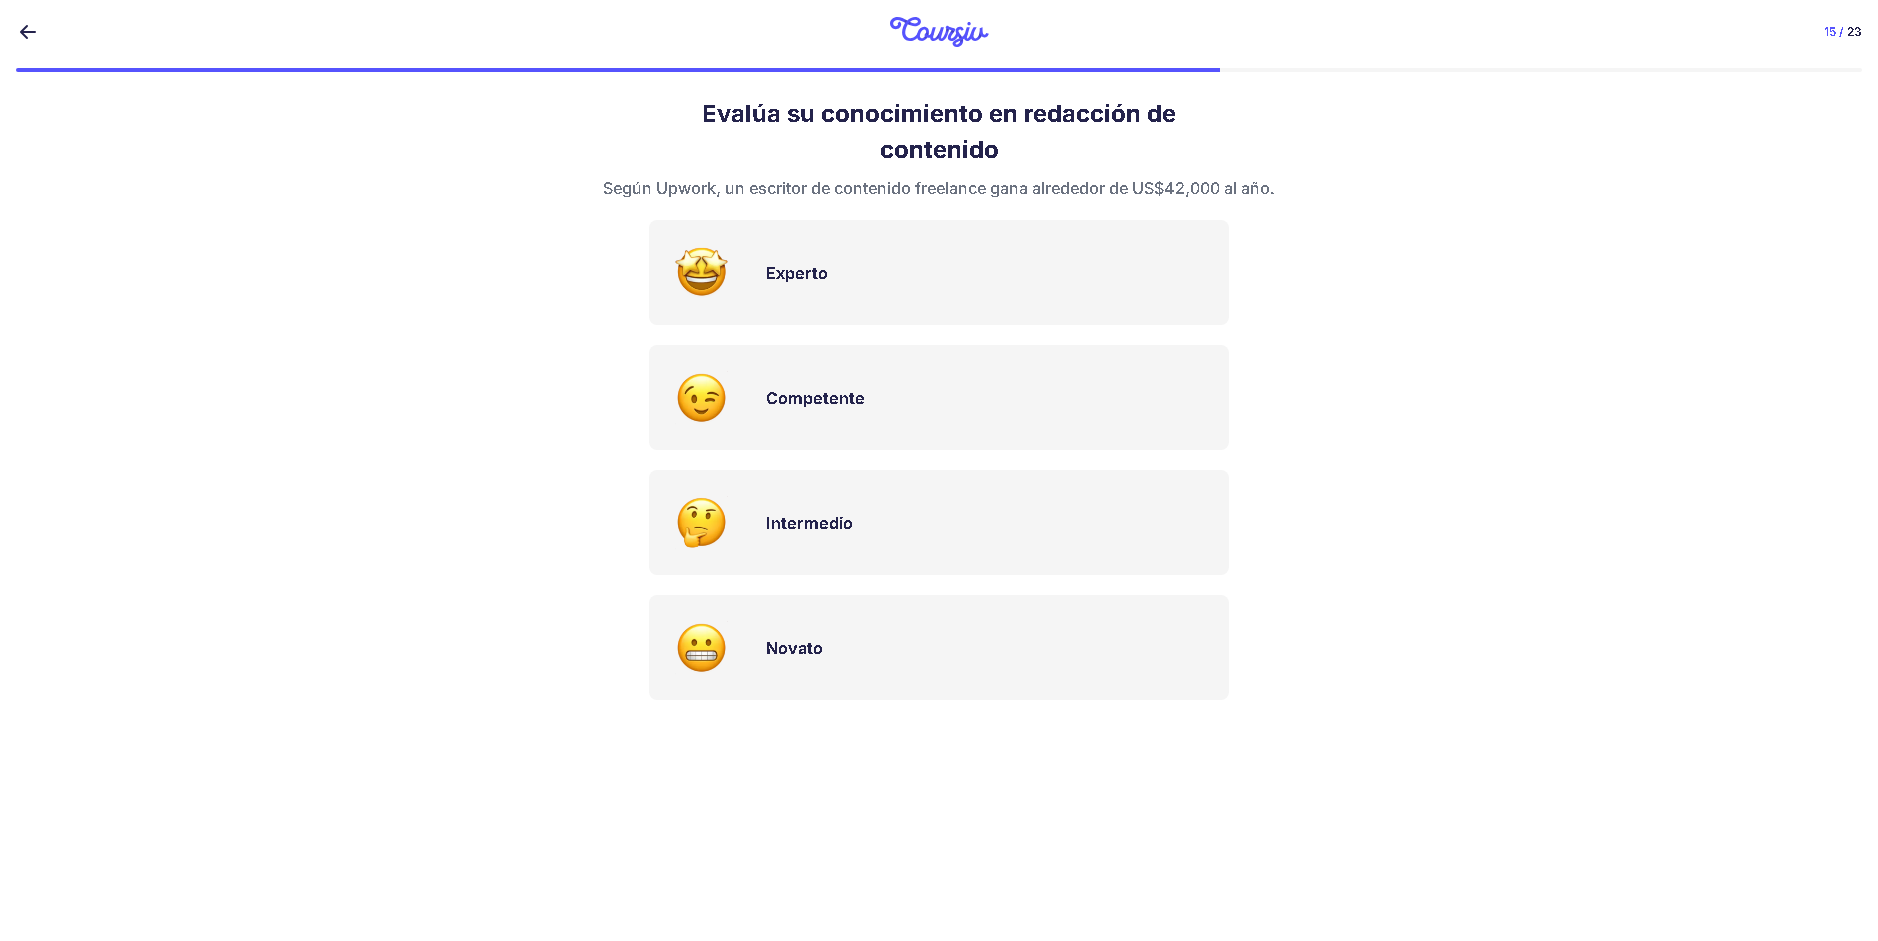 Coursiv
15 / 23
Evalúa su conocimiento en redacción de
contenido
Según Upwork, un escritor de contenido freelance gana alrededor de US$42,000 al año.
Experto
Competente
Intermedio
Novato